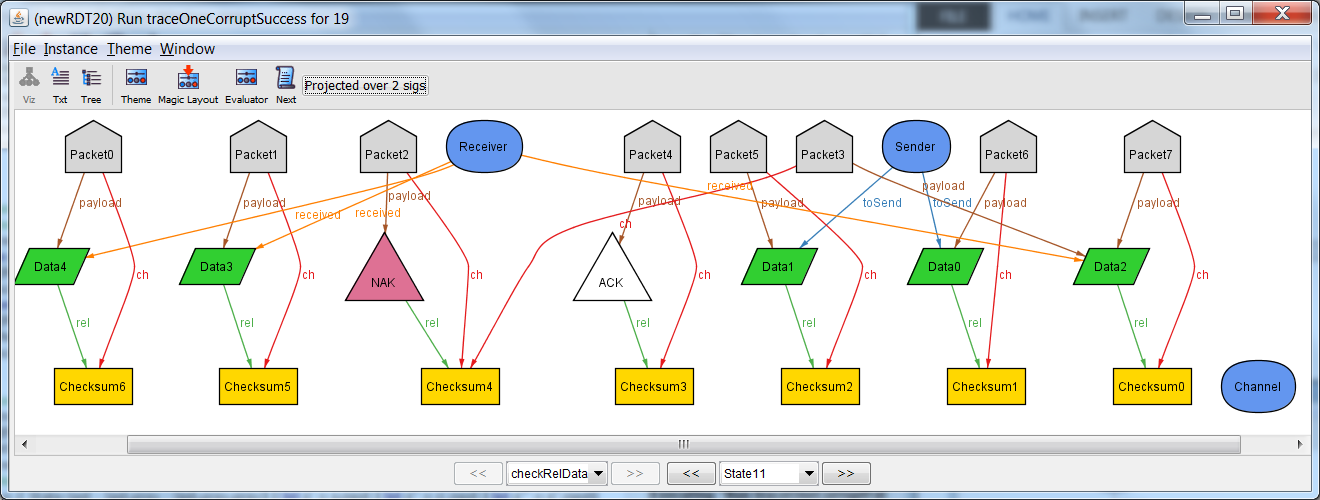 (newRDT20) Run traceOneCorruptSuccess for 19
FILE HOME INSERT
File Instance Theme Window
Viz Txt Tree Theme Magic Layout Evaluator Next Projected over 2 sigs
Packet0 Packet1 Packet2 Receiver Packet4 Packet5 Packet3 Sender Packet6 Packet7
received payload
payload payload payload payload payload toSend toSend payload payload
received received
ch
Data4 Data3 Data1 Data0 Data2
ch ch ch ch ch ch ch
NAK ACK
rel rel rel rel rel rel rel
Checksum6 Checksum5 Checksum4 Checksum3 Checksum2 Checksum1 Checksum0 Channel
<< checkRelData >> << State11 >>